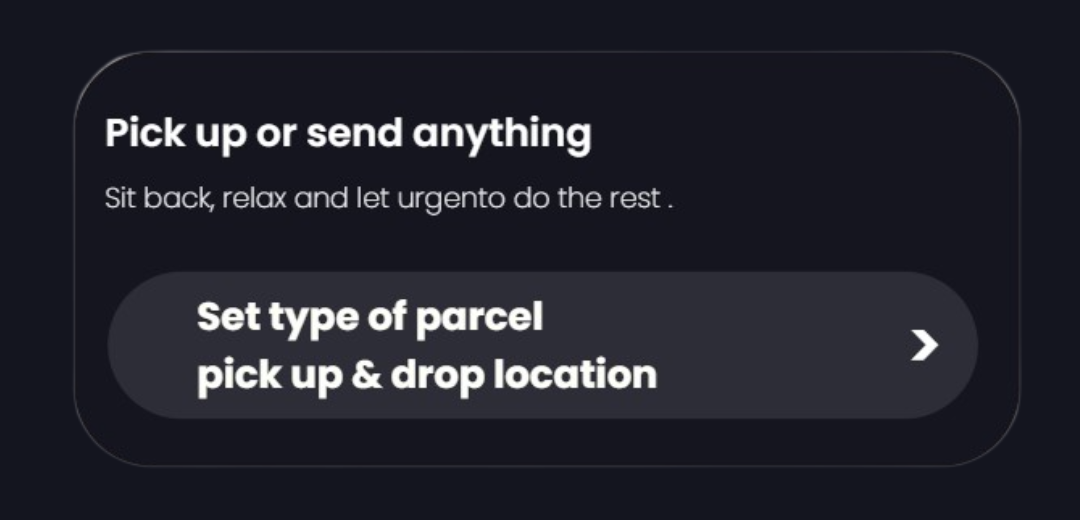 Pick up or send anything
Sit back, relax and let urgento do the rest .
Set type of parcel
pick up & drop location